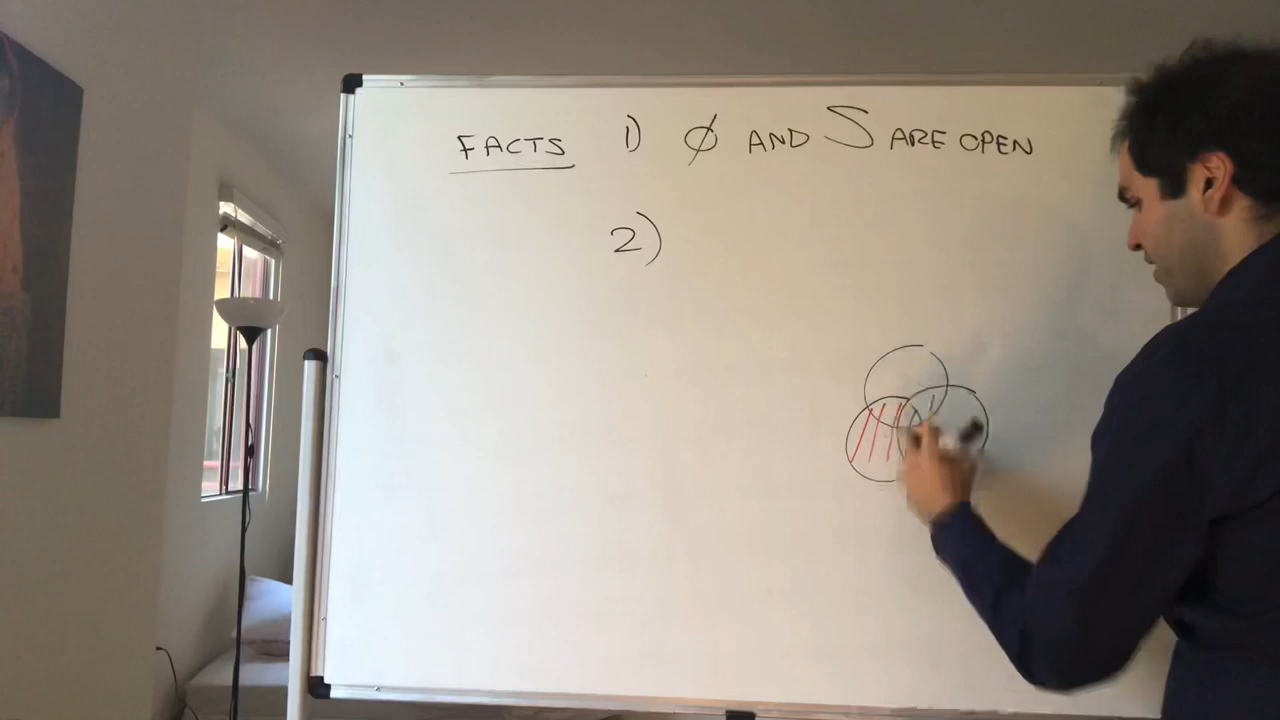 FACTS 1) ∅ AND S ARE OPEN
2)